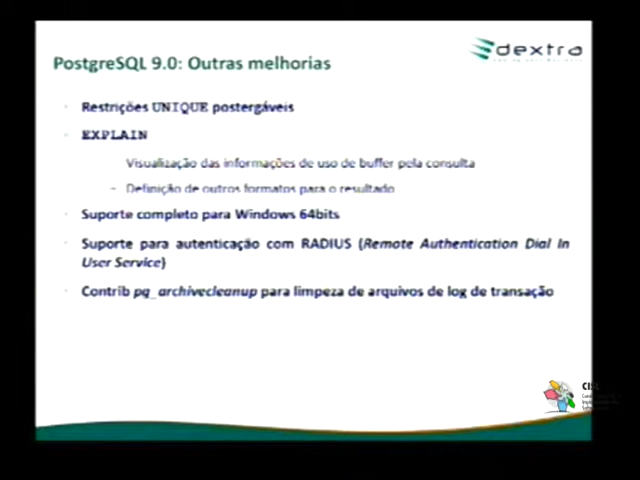 PostgreSQL 9.0: Outras melhorias
dextra
Restrições UNIQUE postergáveis
EXPLAIN
Visualização das informações de uso de buffer pela consulta
– Definição de outros formatos para o resultado
Suporte completo para Windows 64bits
Suporte para autenticação com RADIUS (Remote Authentication Dial In
User Service)
Contrib pg_archivecleanup para limpeza de arquivos de log de transação